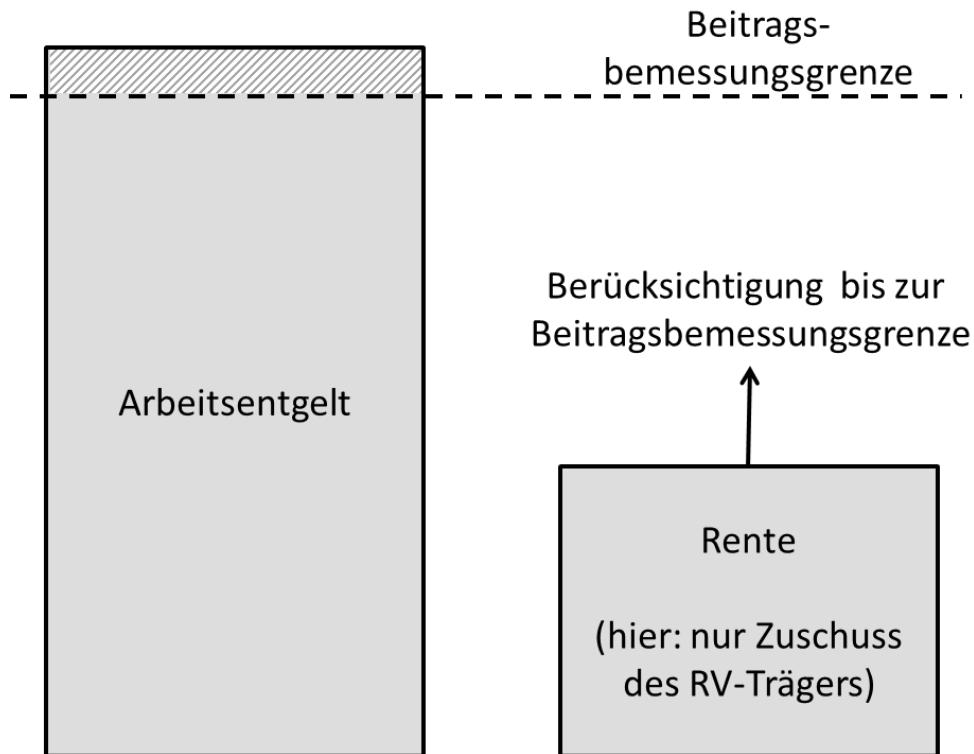 Beitrags-
bemessungsgrenze
Berücksichtigung bis zur
Beitragsbemessungsgrenze
Arbeitsentgelt
Rente
(hier: nur Zuschuss
des RV-Trägers)